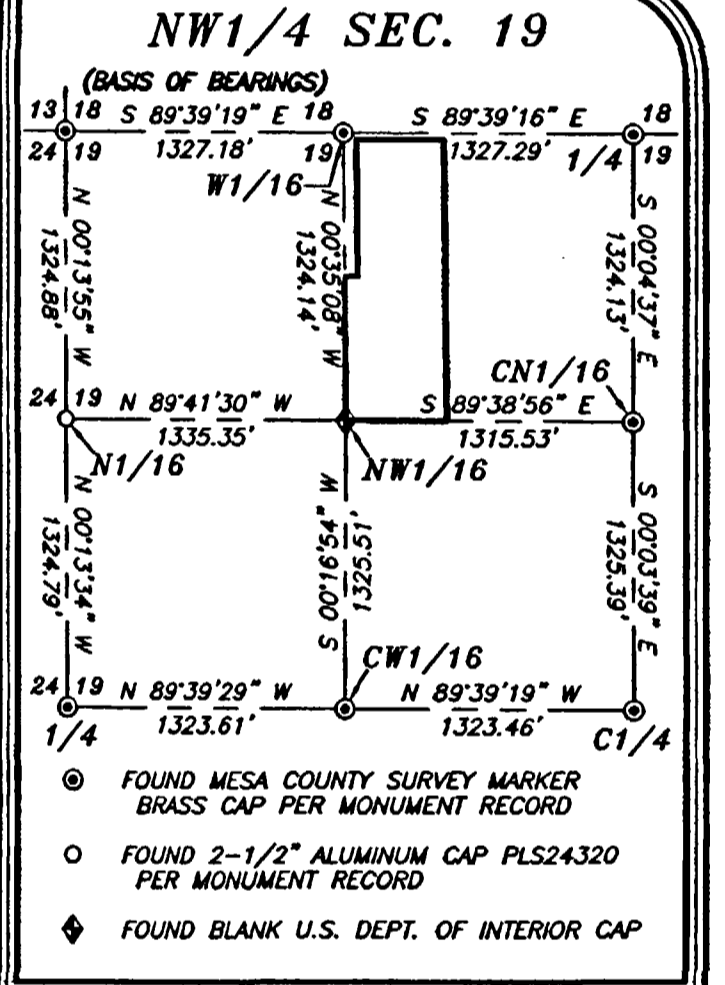 NW1/4 SEC. 19
(BASIS OF BEARINGS)
13 18 S 89°39'19" E 18 S 89°39'16" E 18
24 19 1327.18' 19 1327.29' 1/4 19
W1/16
N 00°13'55" W
1324.88'
N 00°35'08" W
1324.14'
S 00°04'37" E
1324.13'
CN1/16
24 19 N 89°41'30" W S 89°38'56" E
1335.35' 1315.53'
N1/16 NW1/16
N 00°13'34" W
1324.79'
S 00°16'54" W
1325.51'
S 00°03'39" E
1325.39'
CW1/16
24 19 N 89°39'29" W N 89°39'19" W
1/4 1323.61' 1323.46' C1/4
FOUND MESA COUNTY SURVEY MARKER
BRASS CAP PER MONUMENT RECORD
FOUND 2-1/2" ALUMINUM CAP PLS24320
PER MONUMENT RECORD
FOUND BLANK U.S. DEPT. OF INTERIOR CAP